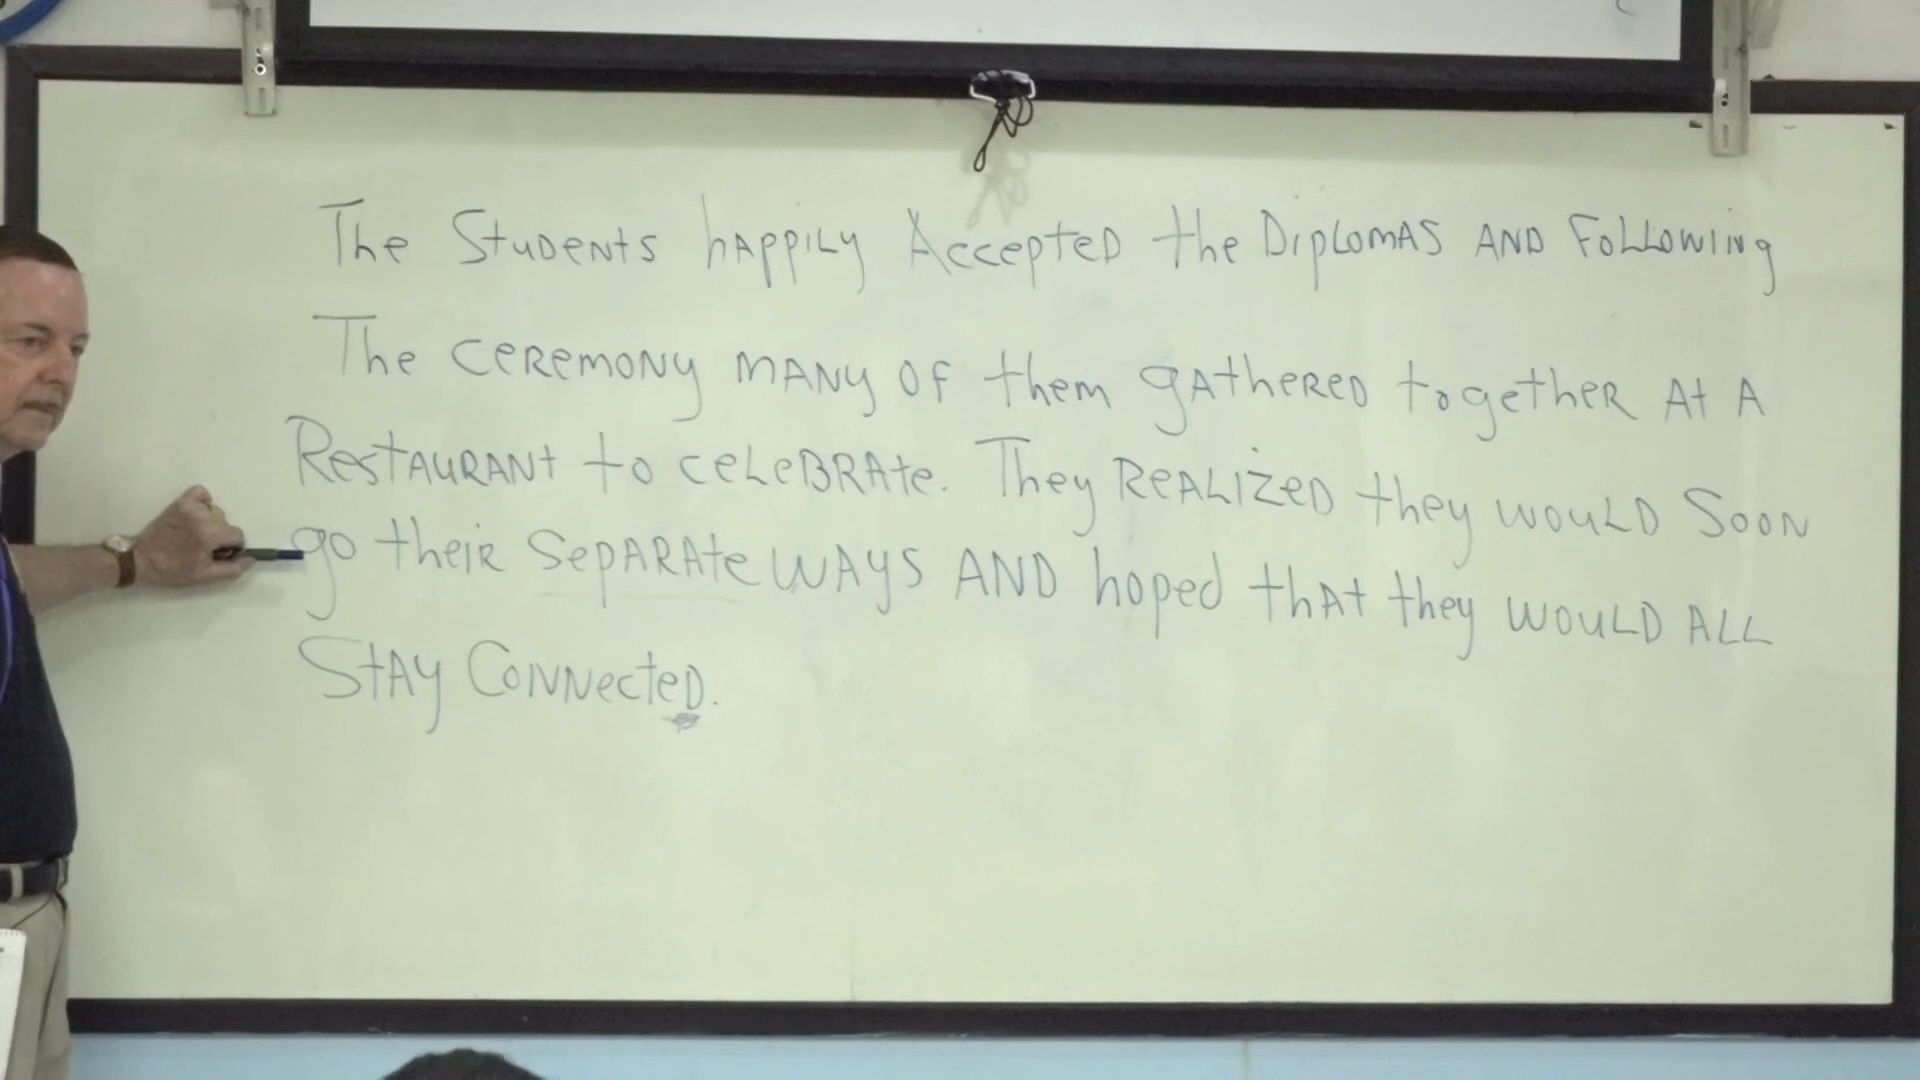 The Students happily Accepted the Diplomas AND Following
The ceremony many of them gathered together At A
Restaurant to celebrate. They Realized they would Soon
go their Separate ways AND hoped that they would ALL
Stay Connected.